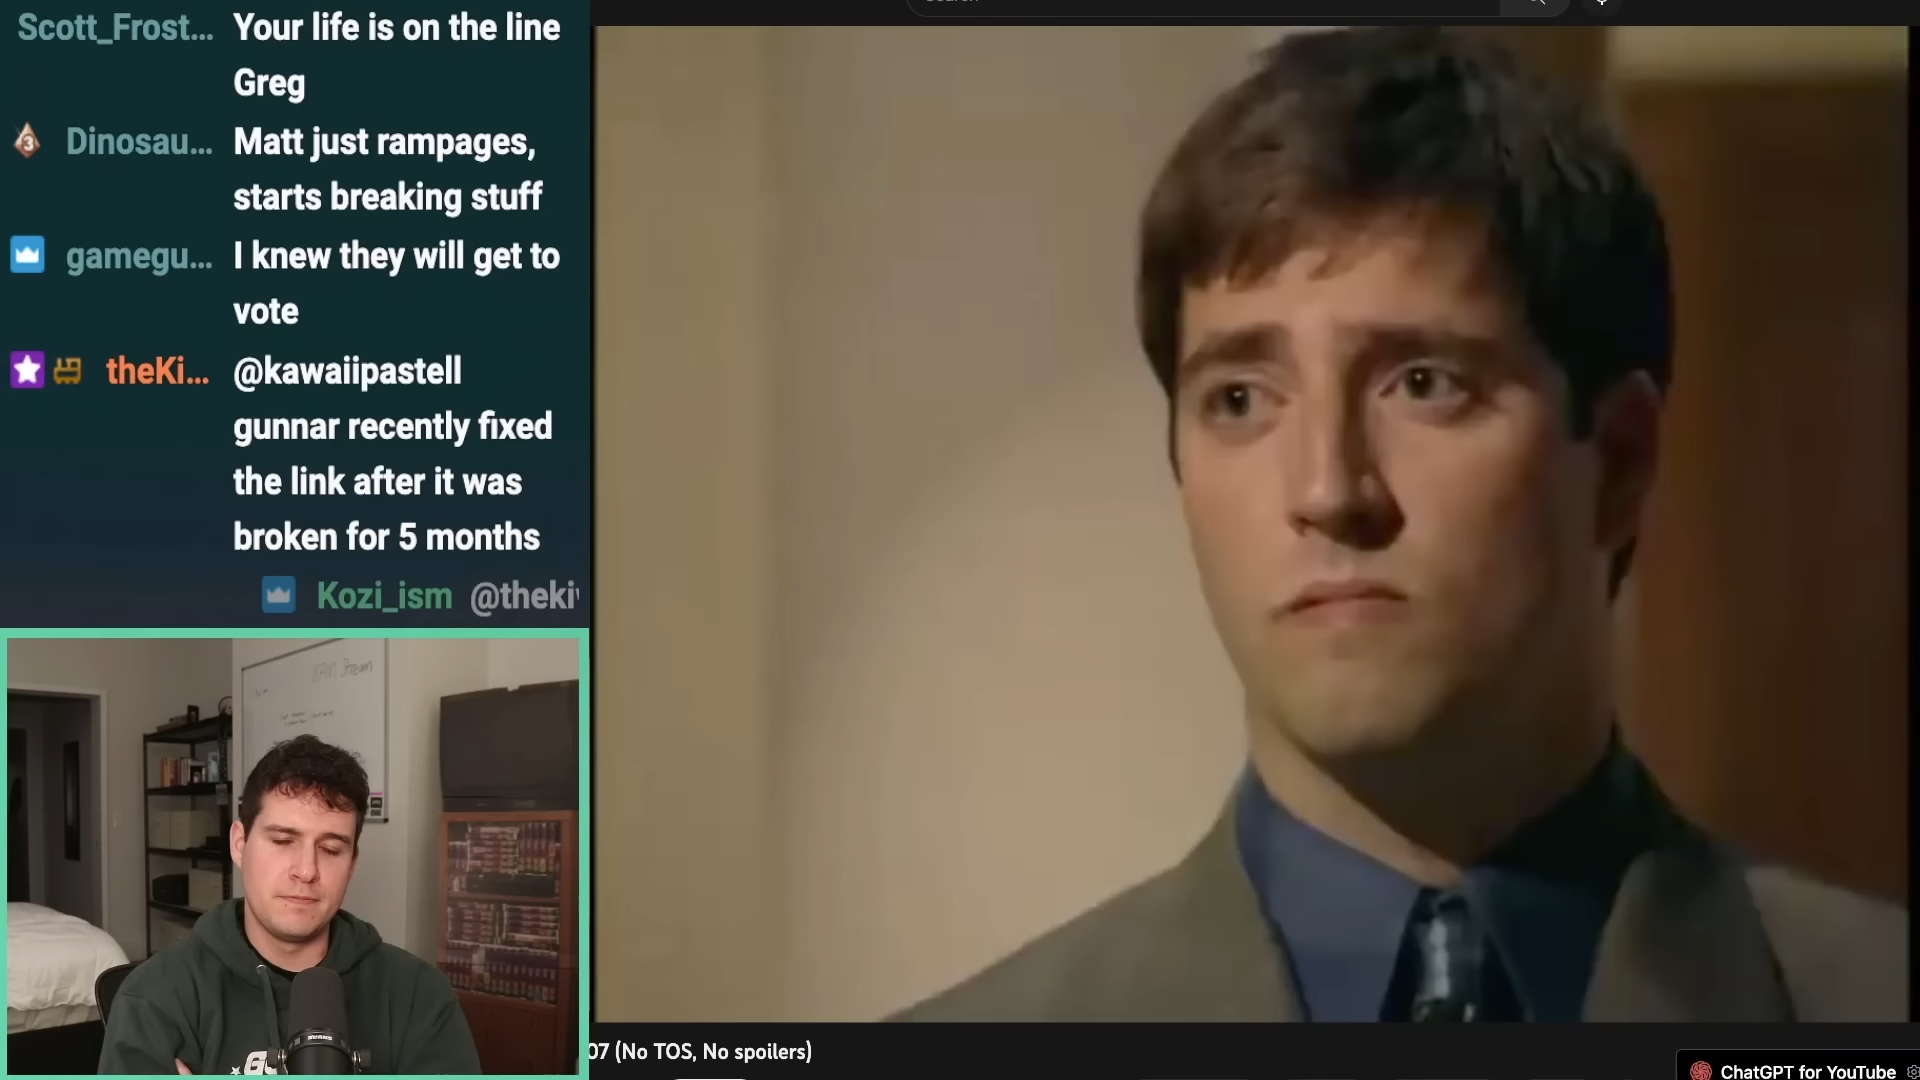 Scott_Frost... Your life is on the line
Greg
Dinosau... Matt just rampages,
starts breaking stuff
gamegu... I knew they will get to
vote
theKi... @kawaiipastell
gunnar recently fixed
the link after it was
broken for 5 months
Kozi_ism @theki
Stream
07 (No TOS, No spoilers)
ChatGPT for YouTube